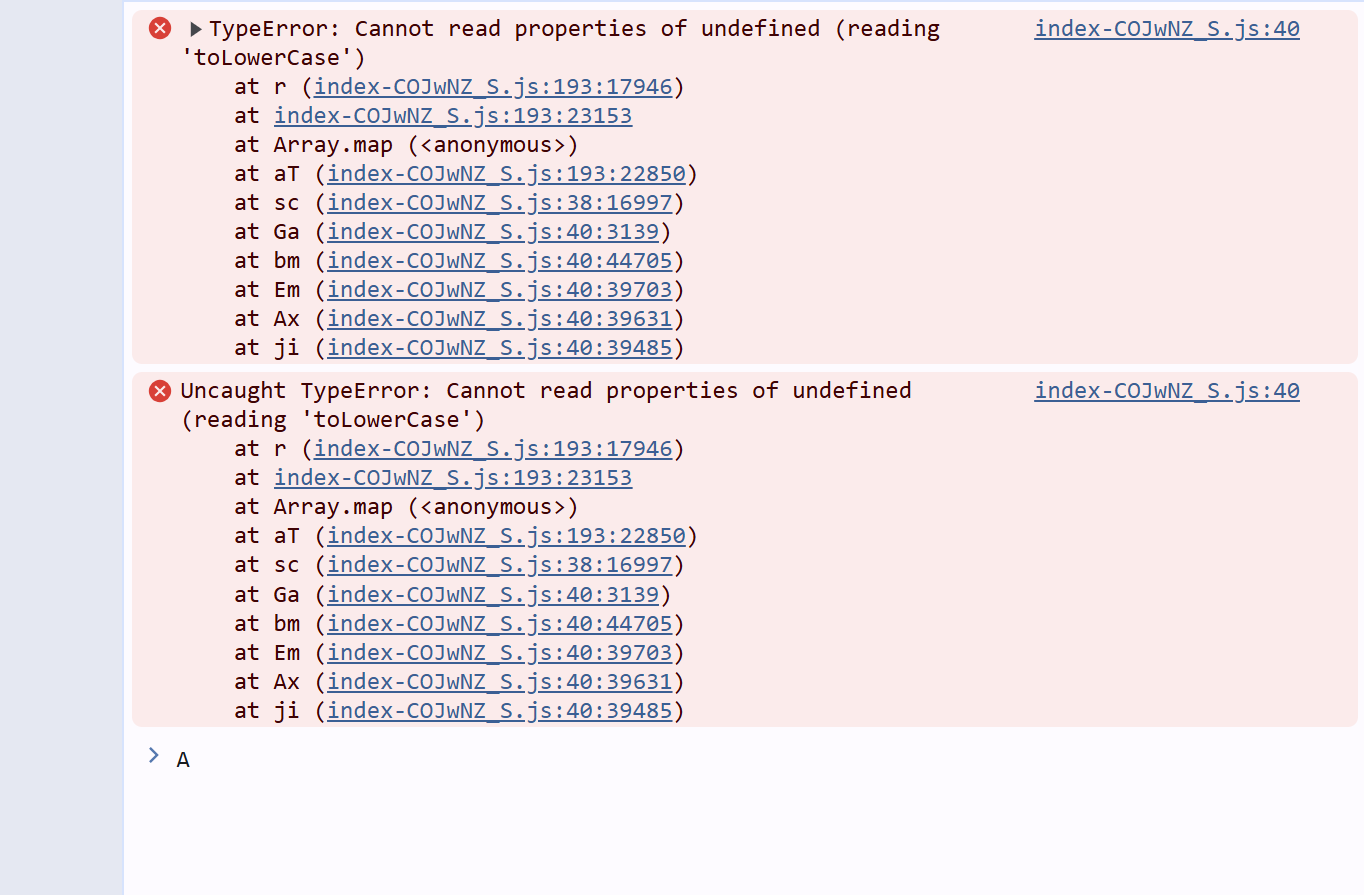 ▶TypeError: Cannot read properties of undefined (reading 'toLowerCase') index-COJwNZ_S.js:40
at r (index-COJwNZ_S.js:193:17946)
at index-COJwNZ_S.js:193:23153
at Array.map (<anonymous>)
at aT (index-COJwNZ_S.js:193:22850)
at sc (index-COJwNZ_S.js:38:16997)
at Ga (index-COJwNZ_S.js:40:3139)
at bm (index-COJwNZ_S.js:40:44705)
at Em (index-COJwNZ_S.js:40:39703)
at Ax (index-COJwNZ_S.js:40:39631)
at ji (index-COJwNZ_S.js:40:39485)
Uncaught TypeError: Cannot read properties of undefined index-COJwNZ_S.js:40
(reading 'toLowerCase')
at r (index-COJwNZ_S.js:193:17946)
at index-COJwNZ_S.js:193:23153
at Array.map (<anonymous>)
at aT (index-COJwNZ_S.js:193:22850)
at sc (index-COJwNZ_S.js:38:16997)
at Ga (index-COJwNZ_S.js:40:3139)
at bm (index-COJwNZ_S.js:40:44705)
at Em (index-COJwNZ_S.js:40:39703)
at Ax (index-COJwNZ_S.js:40:39631)
at ji (index-COJwNZ_S.js:40:39485)
> A